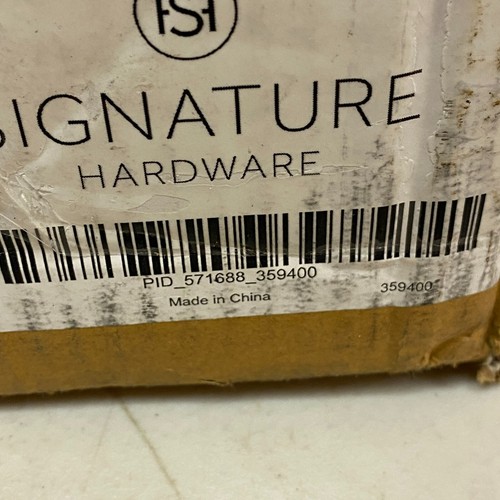 SH
SIGNATURE
HARDWARE
PID_571688_359400
Made in China
359400